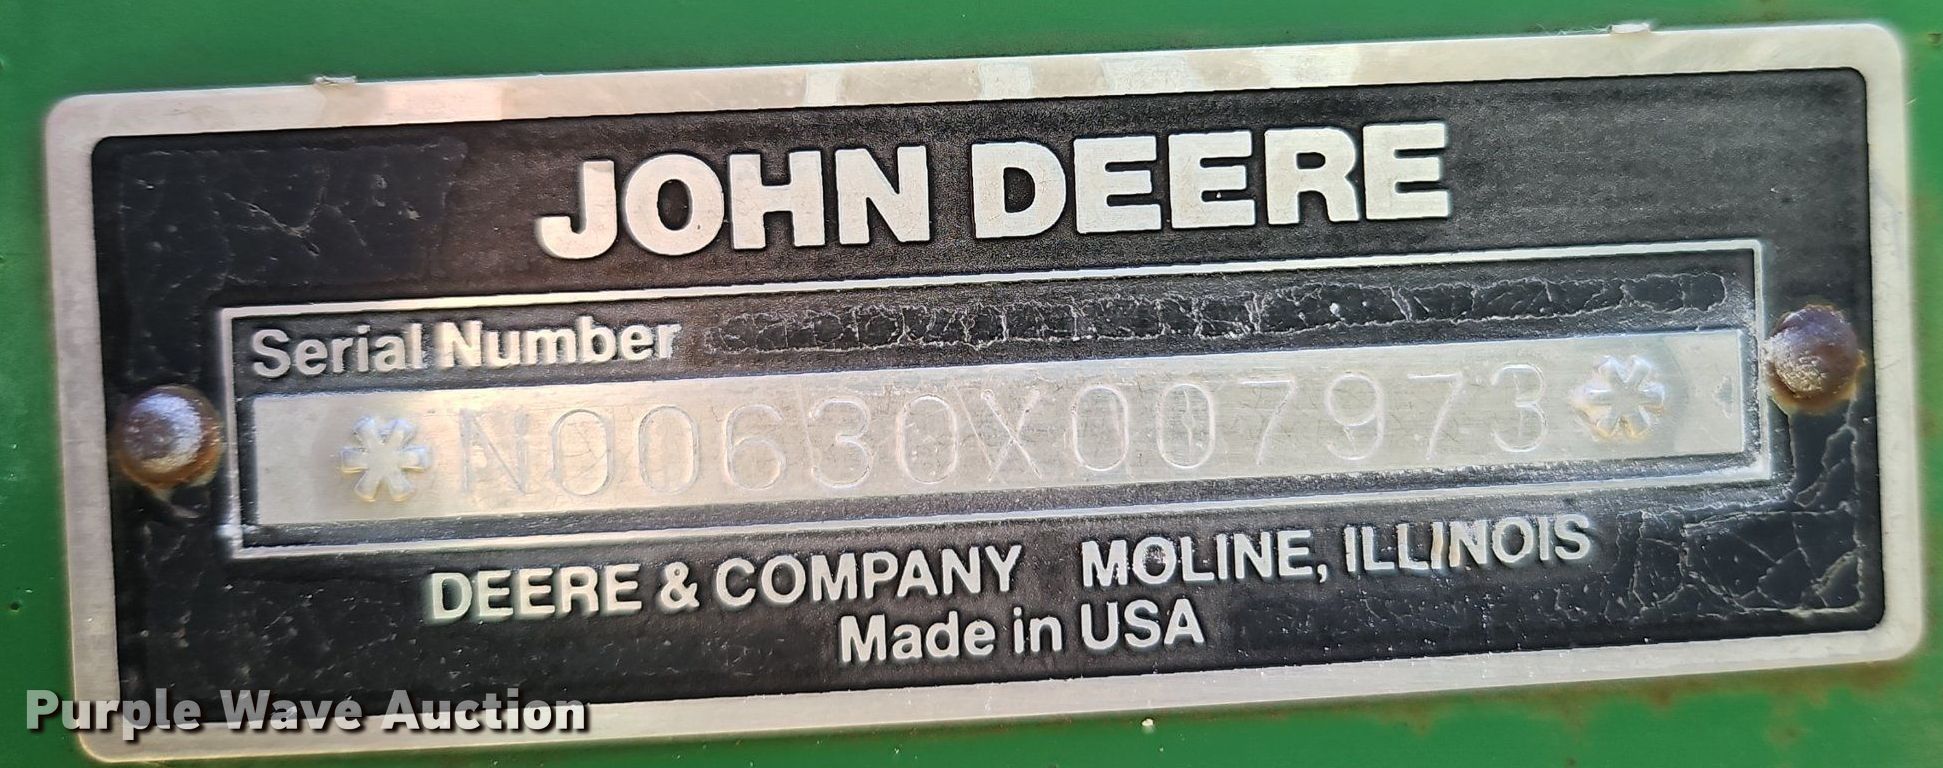 JOHN DEERE
Serial Number
*N00630X007973*
DEERE & COMPANY MOLINE, ILLINOIS
Made in USA
Purple Wave Auction